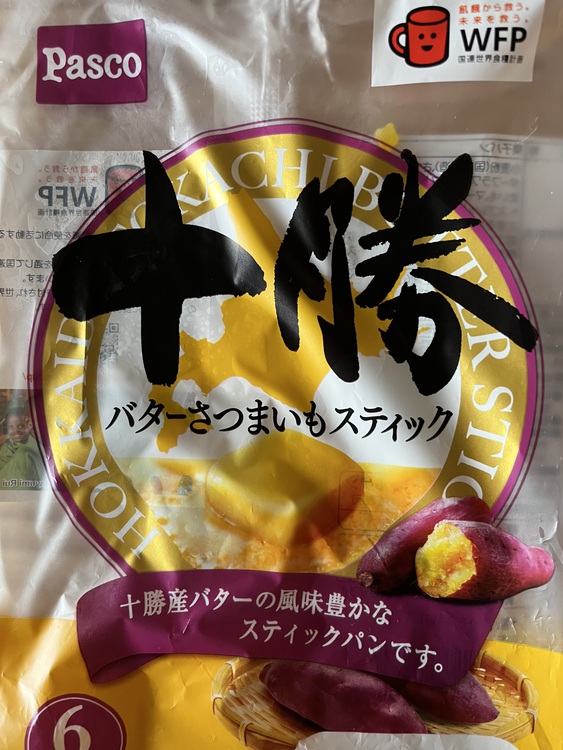 Pasco
飢餓から救う。
未来を救う。
WFP
国連世界食糧計画
HOKKAIDO TOKACHI BUTTER STICK
十勝
バターさつまいもスティック
十勝産バターの風味豊かな
スティックパンです。
6